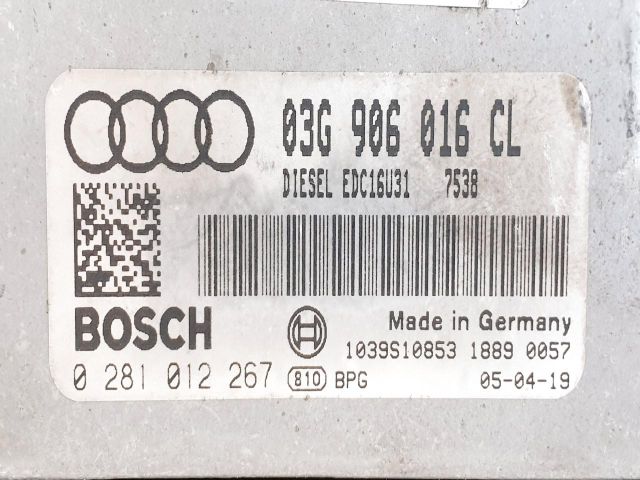 03G 906 016 CL
DIESEL EDC16U31 7538
BOSCH
Made in Germany
1039S10853 1889 0057
0 281 012 267 810 BPG 05-04-19